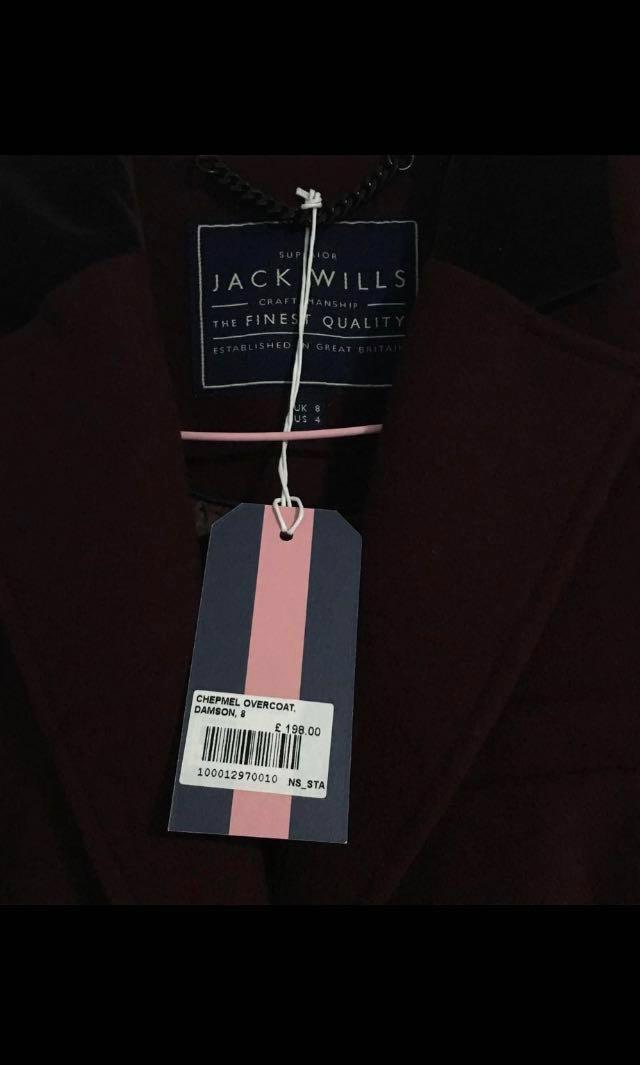 SUPERIOR
JACK WILLS
CRAFTSMANSHIP
THE FINEST QUALITY
ESTABLISHED IN GREAT BRITAIN
UK 8
US 4
CHEPMEL OVERCOAT,
DAMSON, 8
£ 198.00
100012970010 NS_STA